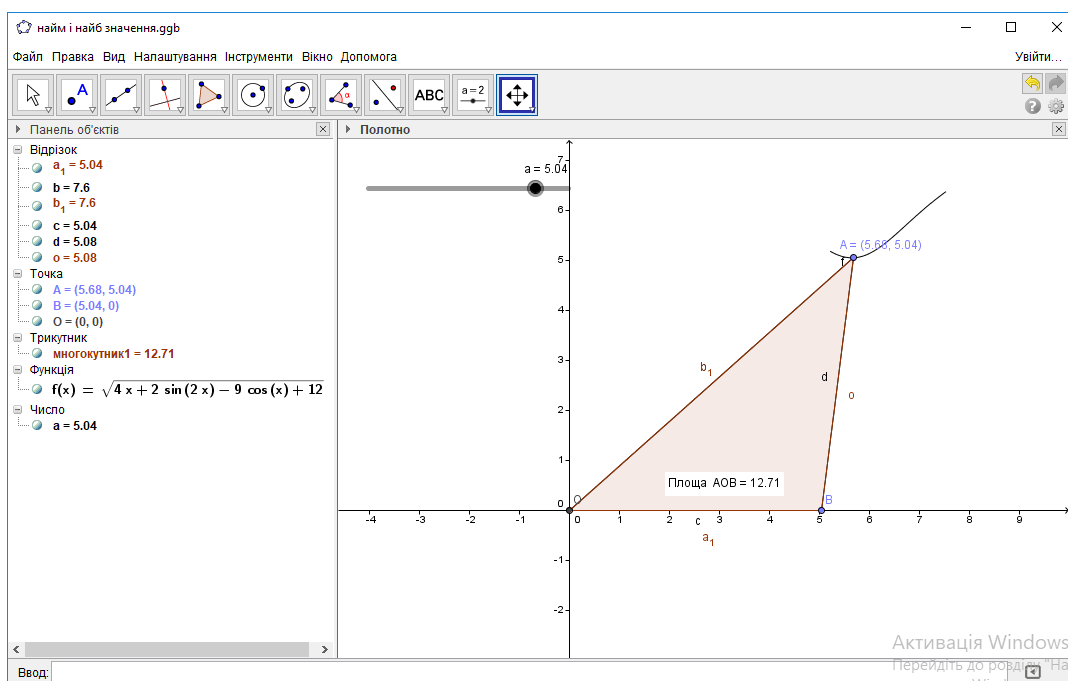 найм і найб значення.ggb
Файл Правка Вид Налаштування Інструменти Вікно Допомога Увійти...
A ABC a=2
Панель об'єктів
Полотно
Відрізок
a₁ = 5.04
b = 7.6
b₁ = 7.6
c = 5.04
d = 5.08
o = 5.08
Точка
A = (5.68, 5.04)
B = (5.04, 0)
O = (0, 0)
Трикутник
многокутник1 = 12.71
Функція
f(x) = √(4 x + 2 sin (2 x) − 9 cos (x) + 12
Число
a = 5.04
a = 5.04
7
6
5
4
3
2
1
0
-1
-2
-4 -3 -2 -1 0 1 2 3 4 5 6 7 8 9
A = (5.68, 5.04)
f
b₁
d
o
Площа AOB = 12.71
O
B
c
a₁
Активація Windows
Перейдіть до розділу "На
Ввод: